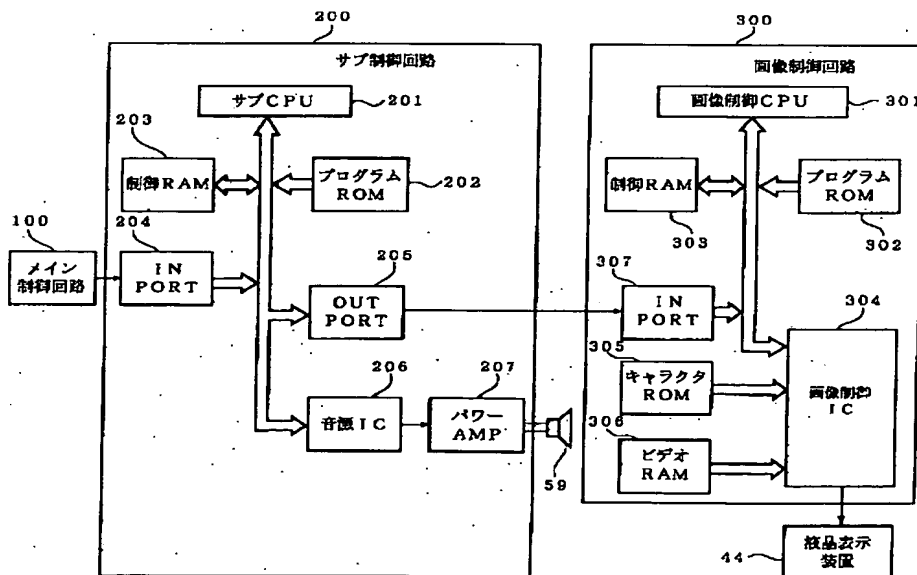 200
サブ制御回路
サブCPU
201
203
制御RAM
プログラム
ROM
202
100
メイン
制御回路
204
IN
PORT
205
OUT
PORT
206
音源IC
207
パワー
AMP
59
300
画像制御回路
画像制御CPU
301
制御RAM
303
プログラム
ROM
302
307
IN
PORT
304
画像制御
IC
305
キャラクタ
ROM
306
ビデオ
RAM
44
液晶表示
装置